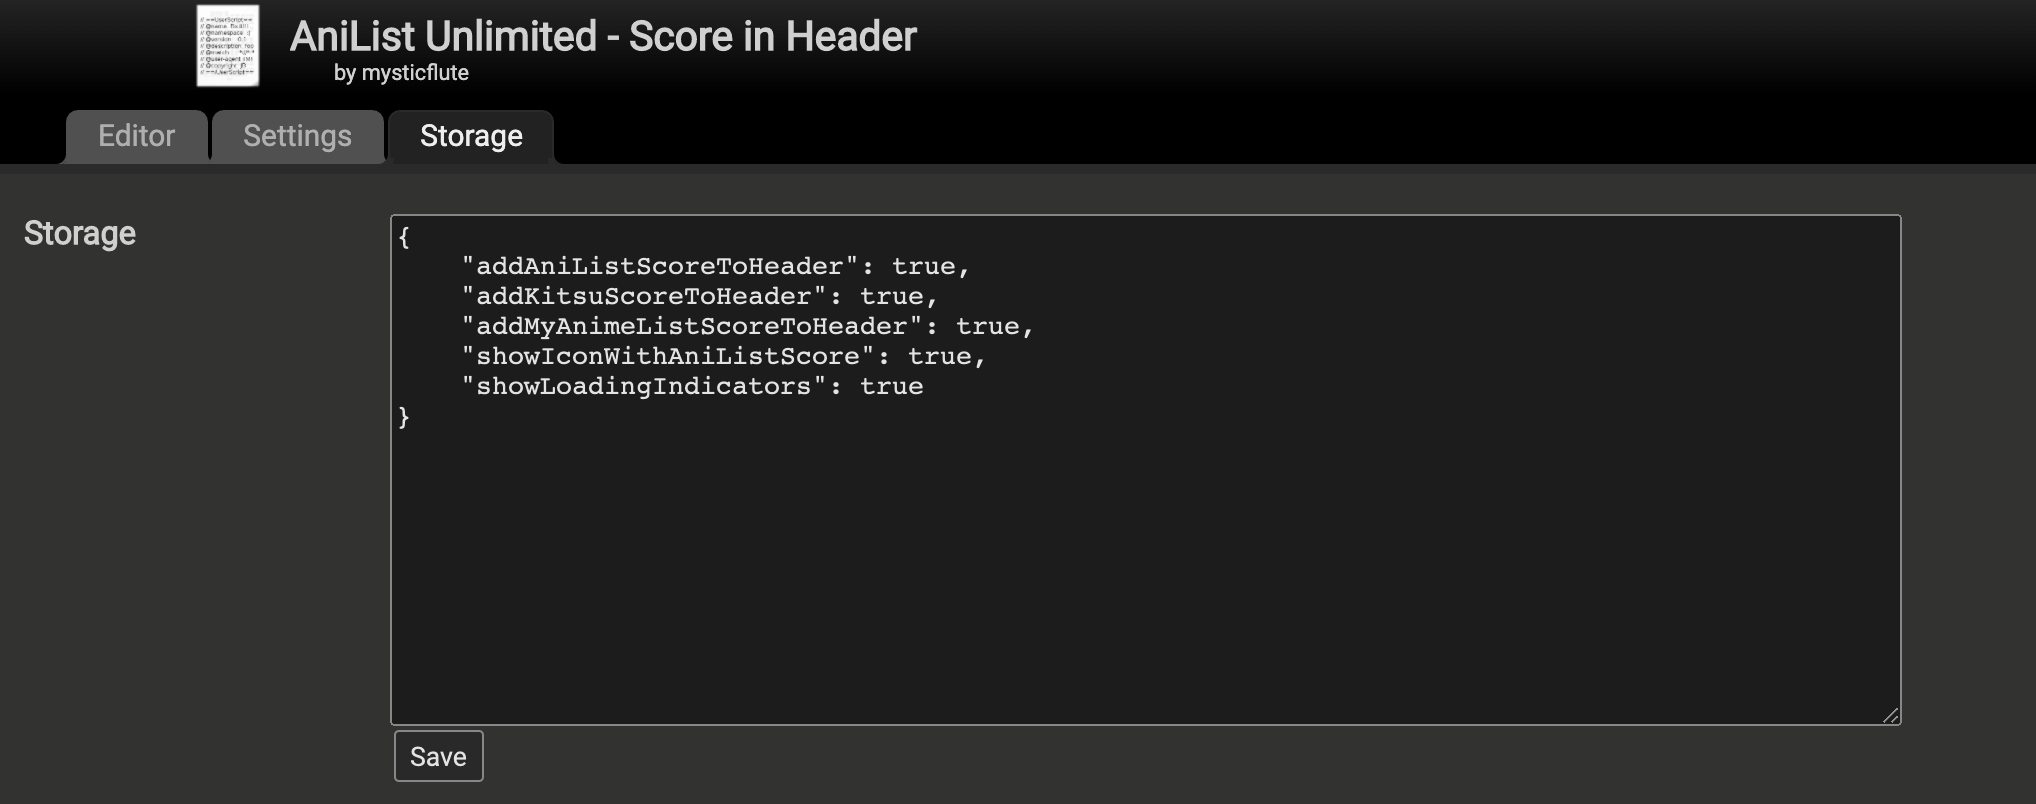 // ==UserScript==
AniList Unlimited - Score in Header
by mysticflute
Editor
Settings
Storage
Storage
{
    "addAniListScoreToHeader": true,
    "addKitsuScoreToHeader": true,
    "addMyAnimeListScoreToHeader": true,
    "showIconWithAniListScore": true,
    "showLoadingIndicators": true
}
Save